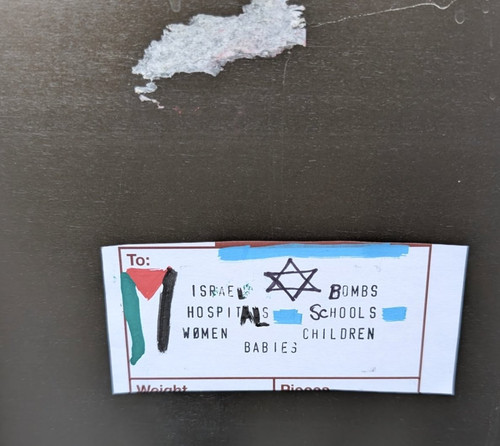 To:
ISRAEL BOMBS
HOSPITALS SCHOOLS
WØMEN CHILDREN
BABIES
Weight Pieces